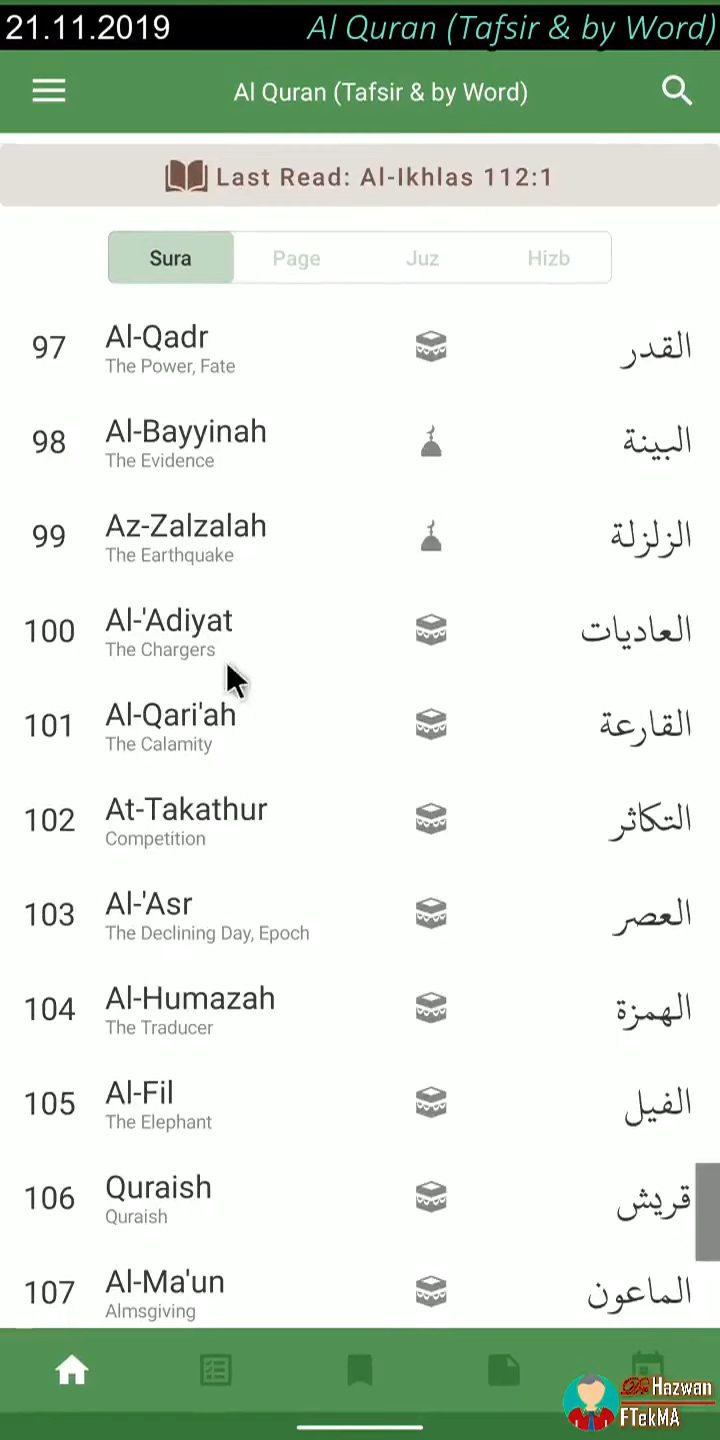 21.11.2019 Al Quran (Tafsir & by Word)
Al Quran (Tafsir & by Word)
Last Read: Al-Ikhlas 112:1
Sura Page Juz Hizb
97 Al-Qadr القدر
The Power, Fate
98 Al-Bayyinah البينة
The Evidence
99 Az-Zalzalah الزلزلة
The Earthquake
100 Al-'Adiyat العاديات
The Chargers
101 Al-Qari'ah القارعة
The Calamity
102 At-Takathur التكاثر
Competition
103 Al-'Asr العصر
The Declining Day, Epoch
104 Al-Humazah الهمزة
The Traducer
105 Al-Fil الفيل
The Elephant
106 Quraish قريش
Quraish
107 Al-Ma'un الماعون
Almsgiving
Dr Hazwan
FTekMA